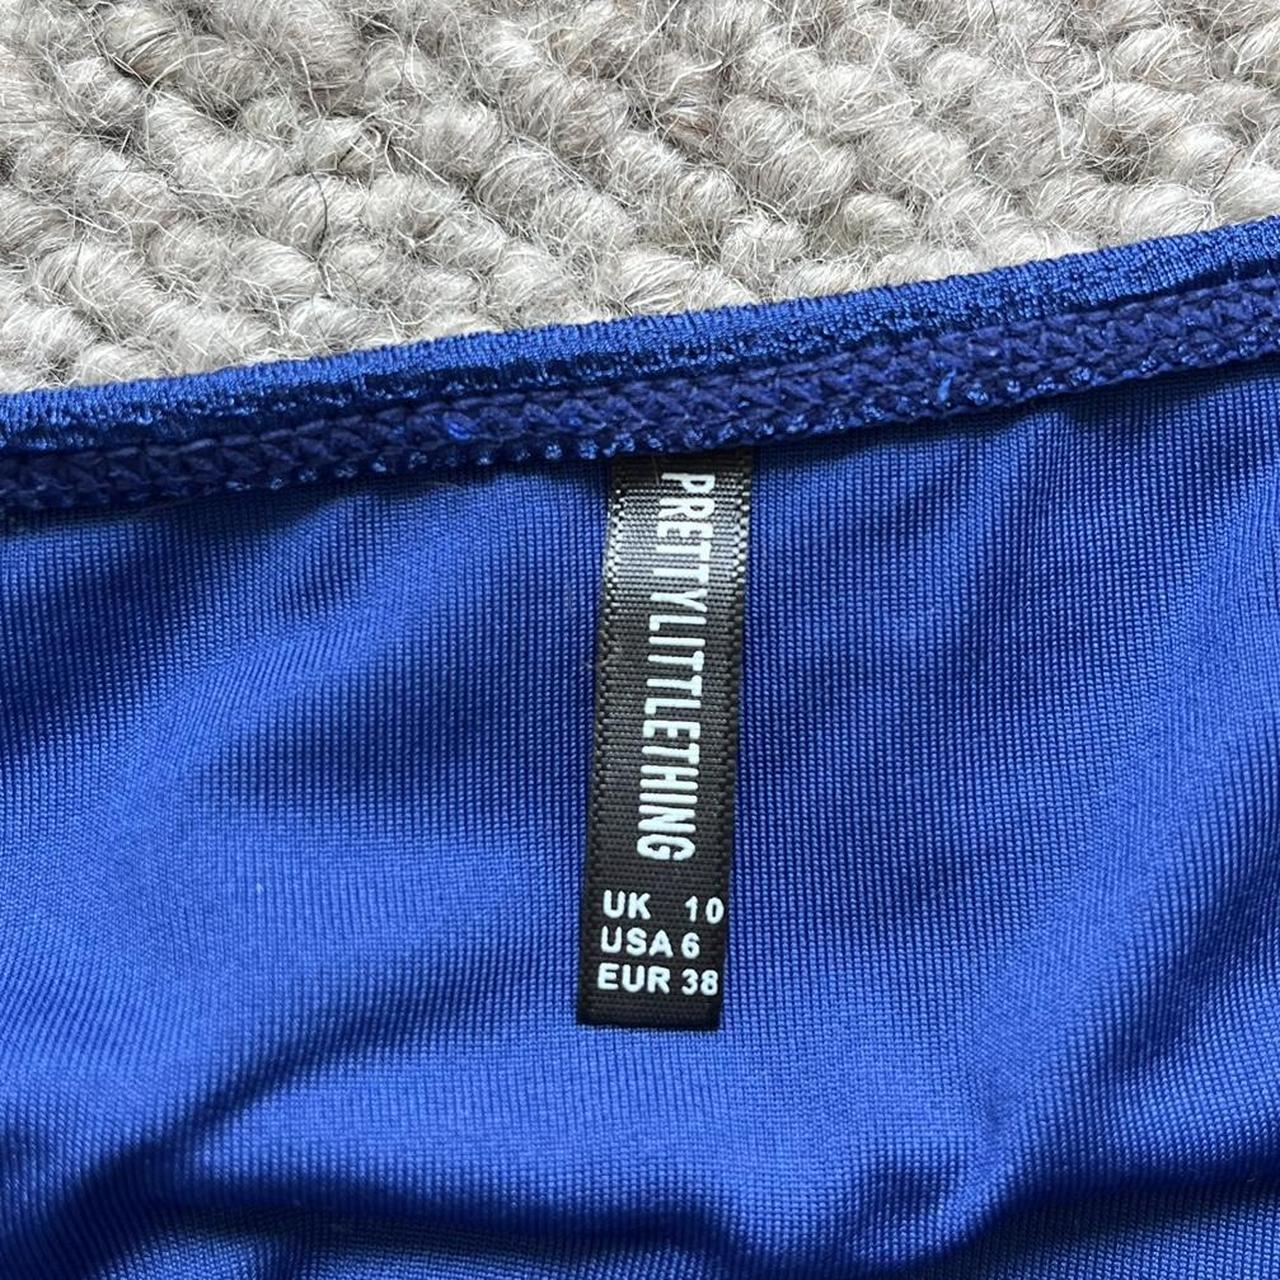 PRETTYLITTLETHING
UK 10
USA 6
EUR 38